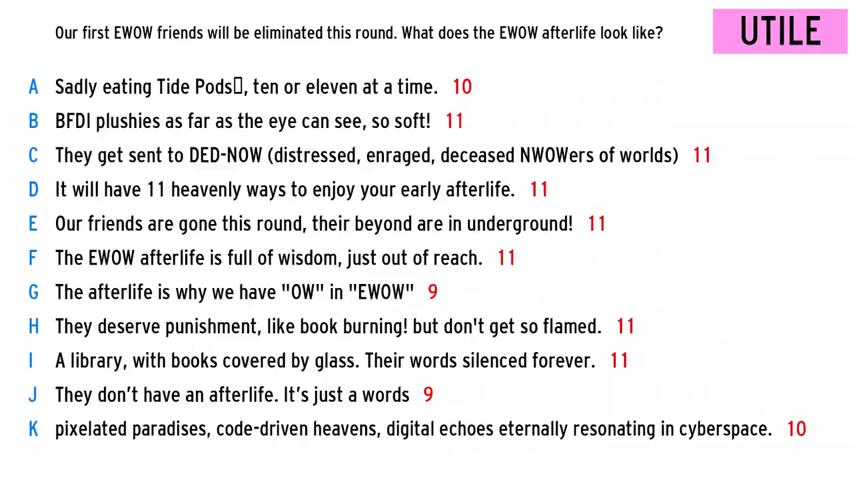 Our first EWOW friends will be eliminated this round. What does the EWOW afterlife look like?
UTILE
A Sadly eating Tide Pods▯, ten or eleven at a time. 10
B BFDI plushies as far as the eye can see, so soft! 11
C They get sent to DED-NOW (distressed, enraged, deceased NWOWers of worlds) 11
D It will have 11 heavenly ways to enjoy your early afterlife. 11
E Our friends are gone this round, their beyond are in underground! 11
F The EWOW afterlife is full of wisdom, just out of reach. 11
G The afterlife is why we have "OW" in "EWOW" 9
H They deserve punishment, like book burning! but don't get so flamed. 11
I A library, with books covered by glass. Their words silenced forever. 11
J They don’t have an afterlife. It’s just a words 9
K pixelated paradises, code-driven heavens, digital echoes eternally resonating in cyberspace. 10